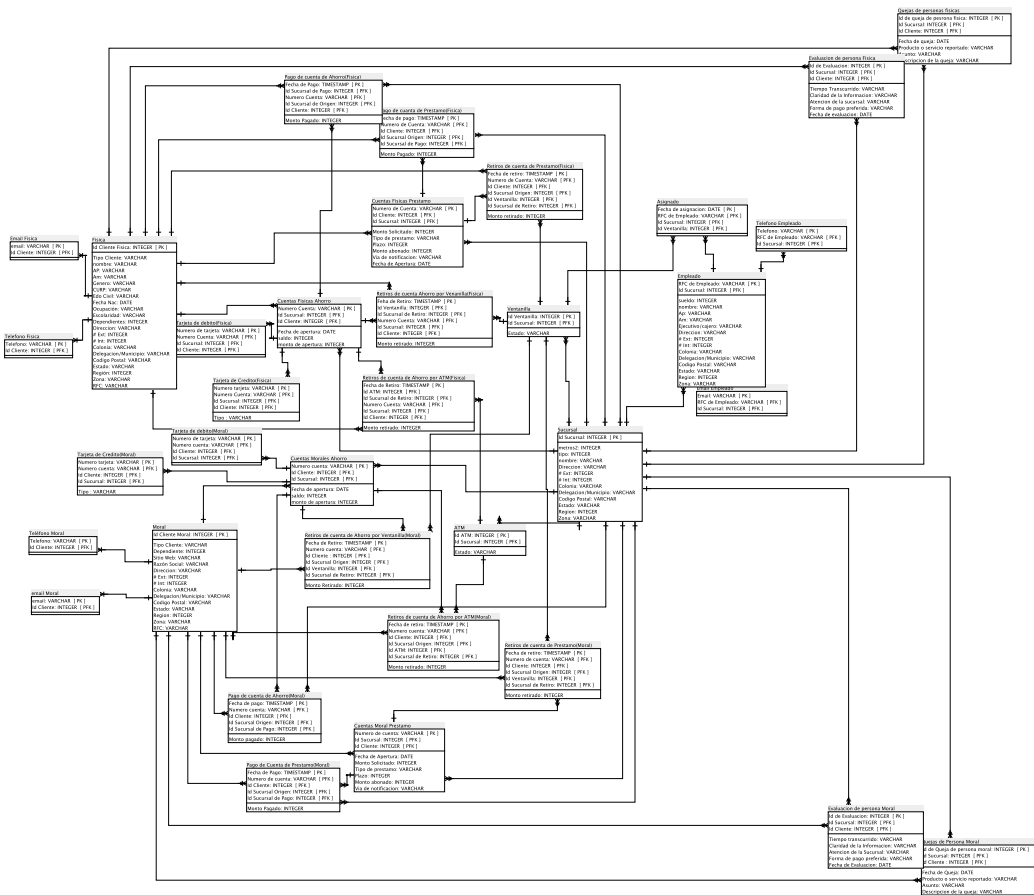 Quejas de personas fisicas
Id de queja de pesrona fisica: INTEGER [ PK ]
Id Sucursal: INTEGER [ PFK ]
Id Cliente: INTEGER [ PFK ]
Fecha de queja: DATE
Producto o servicio reportado: VARCHAR
Asunto: VARCHAR
Descripcion de la queja: VARCHAR
Evaluacion de persona Fisica
Id de Evaluacion: INTEGER [ PK ]
Id Sucursal: INTEGER [ PFK ]
Id Cliente: INTEGER [ PFK ]
Tiempo Transcurrido: VARCHAR
Claridad de la Informacion: VARCHAR
Atencion de la sucursal: VARCHAR
Forma de pago preferida: VARCHAR
Fecha de evaluacion: DATE
Pago de cuenta de Ahorro(Fisica)
Fecha de Pago: TIMESTAMP [ PK ]
Id Sucursal de Pago: INTEGER [ PFK ]
Numero Cuenta: VARCHAR [ PFK ]
Id Sucursal de Origen: INTEGER [ PFK ]
Id Cliente: INTEGER [ PFK ]
Monto Pagado: INTEGER
Pago de cuenta de Prestamo(Fisica)
Fecha de pago: TIMESTAMP [ PK ]
Numero de Cuenta: VARCHAR [ PFK ]
Id Cliente: INTEGER [ PFK ]
Id Sucursal Origen: INTEGER [ PFK ]
Id Sucursal de Pago: INTEGER [ PFK ]
Monto Pagado: INTEGER
Retiros de cuenta de Prestamo(Fisica)
Fecha de retiro: TIMESTAMP [ PK ]
Numero de Cuenta: VARCHAR [ PFK ]
Id Cliente: INTEGER [ PFK ]
Id Sucursal Origen: INTEGER [ PFK ]
Id Ventanilla: INTEGER [ PFK ]
Id Sucursal de Retiro: INTEGER [ PFK ]
Monto retirado: INTEGER
Cuentas Fisicas Prestamo
Numero de Cuenta: VARCHAR [ PK ]
Id Cliente: INTEGER [ PFK ]
Id Sucursal: INTEGER [ PFK ]
Monto Solicitado: INTEGER
Tipo de prestamo: VARCHAR
Plazo: INTEGER
Monto abonado: INTEGER
Via de notificacion: VARCHAR
Fecha de Apertura: DATE
Asignado
Fecha de asignacion: DATE [ PK ]
RFC de Empleado: VARCHAR [ PFK ]
Id Sucursal: INTEGER [ PFK ]
Id Ventanilla: INTEGER [ PFK ]
Telefono Empleado
Telefono: VARCHAR [ PK ]
RFC de Empleado: VARCHAR [ PFK ]
Id Sucursal: INTEGER [ PFK ]
Email Fisica
email: VARCHAR [ PK ]
Id Cliente: INTEGER [ PFK ]
Fisica
Id Cliente Fisica: INTEGER [ PK ]
Tipo Cliente: VARCHAR
nombre: VARCHAR
AP: VARCHAR
Am: VARCHAR
Genero: VARCHAR
CURP: VARCHAR
Edo Civil: VARCHAR
Fecha Nac: DATE
Ocupación: VARCHAR
Escolaridad: VARCHAR
Dependientes: INTEGER
Direccion: VARCHAR
# Ext: INTEGER
# Int: INTEGER
Colonia: VARCHAR
Delegacion/Municipio: VARCHAR
Codigo Postal: VARCHAR
Estado: VARCHAR
Región: INTEGER
Zona: VARCHAR
RFC: VARCHAR
Telefono Fisica
Telefono: VARCHAR [ PK ]
Id Cliente: INTEGER [ PFK ]
Empleado
RFC de Empleado: VARCHAR [ PK ]
Id Sucursal: INTEGER [ PFK ]
sueldo: INTEGER
nombre: VARCHAR
Ap: VARCHAR
Am: VARCHAR
Ejecutivo/cajero: VARCHAR
Direccion: VARCHAR
# Ext: INTEGER
# Int: INTEGER
Colonia: VARCHAR
Delegacion/Municipio: VARCHAR
Codigo Postal: VARCHAR
Estado: VARCHAR
Region: INTEGER
Zona: VARCHAR
Email Empleado
Email: VARCHAR [ PK ]
RFC de Empleado: VARCHAR [ PFK ]
Id Sucursal: INTEGER [ PFK ]
Cuentas Fisicas Ahorro
Numero Cuenta: VARCHAR [ PK ]
Id Sucursal: INTEGER [ PFK ]
Id Cliente: INTEGER [ PFK ]
Fecha de apertura: DATE
saldo: INTEGER
monto de apertura: INTEGER
Retiros de cuenta de Ahorro por Venanilla(Fisica)
Feha de Retiro: TIMESTAMP [ PK ]
Id Ventanilla: INTEGER [ PFK ]
Id Sucursal de Retiro: INTEGER [ PFK ]
Numero Cuenta: VARCHAR [ PFK ]
Id Sucursal: INTEGER [ PFK ]
Id Cliente: INTEGER [ PFK ]
Monto retirado: INTEGER
Ventanilla
Id Ventanilla: INTEGER [ PK ]
Id Sucursal: INTEGER [ PFK ]
Estado: VARCHAR
Tarjeta de debito(Fisica)
Numero de tarjeta: VARCHAR [ PK ]
Numero Cuenta: VARCHAR [ PFK ]
Id Sucursal: INTEGER [ PFK ]
Id Cliente: INTEGER [ PFK ]
Tarjeta de Credito(Fisica)
Numero tarjeta: VARCHAR [ PK ]
Numero Cuenta: VARCHAR [ PFK ]
Id Sucursal: INTEGER [ PFK ]
Id Cliente: INTEGER [ PFK ]
Tipo : VARCHAR
Retiros de cuenta de Ahorro por ATM(Fisica)
Fecha de Retiro: TIMESTAMP [ PK ]
Id ATM: INTEGER [ PFK ]
Id Sucursal de Retiro: INTEGER [ PFK ]
Numero Cuenta: VARCHAR [ PFK ]
Id Sucursal: INTEGER [ PFK ]
Id Cliente: INTEGER [ PFK ]
Monto retirado: INTEGER
Sucursal
Id Sucursal: INTEGER [ PK ]
metros2: INTEGER
tipo: INTEGER
nombre: VARCHAR
Direccion: VARCHAR
# Ext: INTEGER
# Int: INTEGER
Colonia: VARCHAR
Delegacion/Municipio: VARCHAR
Codigo Postal: VARCHAR
Estado: VARCHAR
Region: INTEGER
Zona: VARCHAR
Tarjeta de debito(Moral)
Numero de tarjeta: VARCHAR [ PK ]
Numero cuenta: VARCHAR [ PFK ]
Id Cliente: INTEGER [ PFK ]
Id Sucursal: INTEGER [ PFK ]
Tarjeta de Credito(Moral)
Numero tarjeta: VARCHAR [ PK ]
Numero cuenta: VARCHAR [ PFK ]
Id Cliente: INTEGER [ PFK ]
Id Sucursal: INTEGER [ PFK ]
Tipo : VARCHAR
Cuentas Morales Ahorro
Numero cuenta: VARCHAR [ PK ]
Id Cliente: INTEGER [ PFK ]
Id Sucursal: INTEGER [ PFK ]
Fecha de apertura: DATE
saldo: INTEGER
monto de apertura: INTEGER
Teléfono Moral
Telefono: VARCHAR [ PK ]
Id Cliente: INTEGER [ PFK ]
Moral
Id Cliente Moral: INTEGER [ PK ]
Tipo Cliente: VARCHAR
Dependiente: INTEGER
Sitio Web: VARCHAR
Razón Social: VARCHAR
Direccion: VARCHAR
# Ext: INTEGER
# Int: INTEGER
Colonia: VARCHAR
Delegacion/Municipio: VARCHAR
Codigo Postal: VARCHAR
Estado: VARCHAR
Region: INTEGER
Zona: VARCHAR
RFC: VARCHAR
email Moral
email: VARCHAR [ PK ]
Id Cliente: INTEGER [ PFK ]
Retiros de cuenta de Ahorro por Ventanilla(Moral)
Fecha de Retiro: TIMESTAMP [ PK ]
Numero cuenta: VARCHAR [ PFK ]
Id Cliente : INTEGER [ PFK ]
Id Sucursal Origen: INTEGER [ PFK ]
Id Ventanilla: INTEGER [ PFK ]
Id Sucursal de Retiro: INTEGER [ PFK ]
Monto Retirado: INTEGER
ATM
Id ATM: INTEGER [ PK ]
Id Sucursal: INTEGER [ PFK ]
Estado: VARCHAR
Retiros de cuenta de Ahorro por ATM(Moral)
Fecha de retiro: TIMESTAMP [ PK ]
Numero cuenta: VARCHAR [ PFK ]
Id Cliente: INTEGER [ PFK ]
Id Sucursal Origen: INTEGER [ PFK ]
Id ATM: INTEGER [ PFK ]
Id Sucursal de Retiro: INTEGER [ PFK ]
Monto retirado: INTEGER
Retiros de cuenta de Prestamo(Moral)
Fecha de retiro: TIMESTAMP [ PK ]
Numero de cuenta: VARCHAR [ PFK ]
Id Cliente: INTEGER [ PFK ]
Id Sucursal Origen: INTEGER [ PFK ]
Id Ventanilla: INTEGER [ PFK ]
Id Sucursal de Retiro: INTEGER [ PFK ]
Monto retirado: INTEGER
Pago de cuenta de Ahorro(Moral)
Fecha de pago: TIMESTAMP [ PK ]
Numero cuenta: VARCHAR [ PFK ]
Id Cliente: INTEGER [ PFK ]
Id Sucursal Origen: INTEGER [ PFK ]
Id Sucursal de Pago: INTEGER [ PFK ]
Monto pagado: INTEGER
Cuentas Moral Prestamo
Numero de cuenta: VARCHAR [ PK ]
Id Sucursal: INTEGER [ PFK ]
Id Cliente: INTEGER [ PFK ]
Fecha de Apertura: DATE
Monto Solicitado: INTEGER
Tipo de prestamo: VARCHAR
Plazo: INTEGER
Monto abonado: INTEGER
Via de notificacion: VARCHAR
Pago de Cuenta de Prestamo(Moral)
Fecha de Pago: TIMESTAMP [ PK ]
Numero de cuenta: VARCHAR [ PFK ]
Id Cliente: INTEGER [ PFK ]
Id Sucursal Origen: INTEGER [ PFK ]
Id Sucursal de Pago: INTEGER [ PFK ]
Monto Pagado: INTEGER
Evaluacion de persona Moral
Id de Evaluacion: INTEGER [ PK ]
Id Sucursal: INTEGER [ PFK ]
Id Cliente: INTEGER [ PFK ]
Tiempo transcurrido: VARCHAR
Claridad de la Informacion: VARCHAR
Atencion de la Sucursal: VARCHAR
Forma de pago preferida: VARCHAR
Fecha de Evaluacion: DATE
Quejas de Persona Moral
Id de Queja de persona moral: INTEGER [ PK ]
Id Sucursal: INTEGER [ PFK ]
Id Cliente : INTEGER [ PFK ]
Fecha de Queja: DATE
Producto o servicio reportado: VARCHAR
Asunto: VARCHAR
Descripcion de la queja: VARCHAR